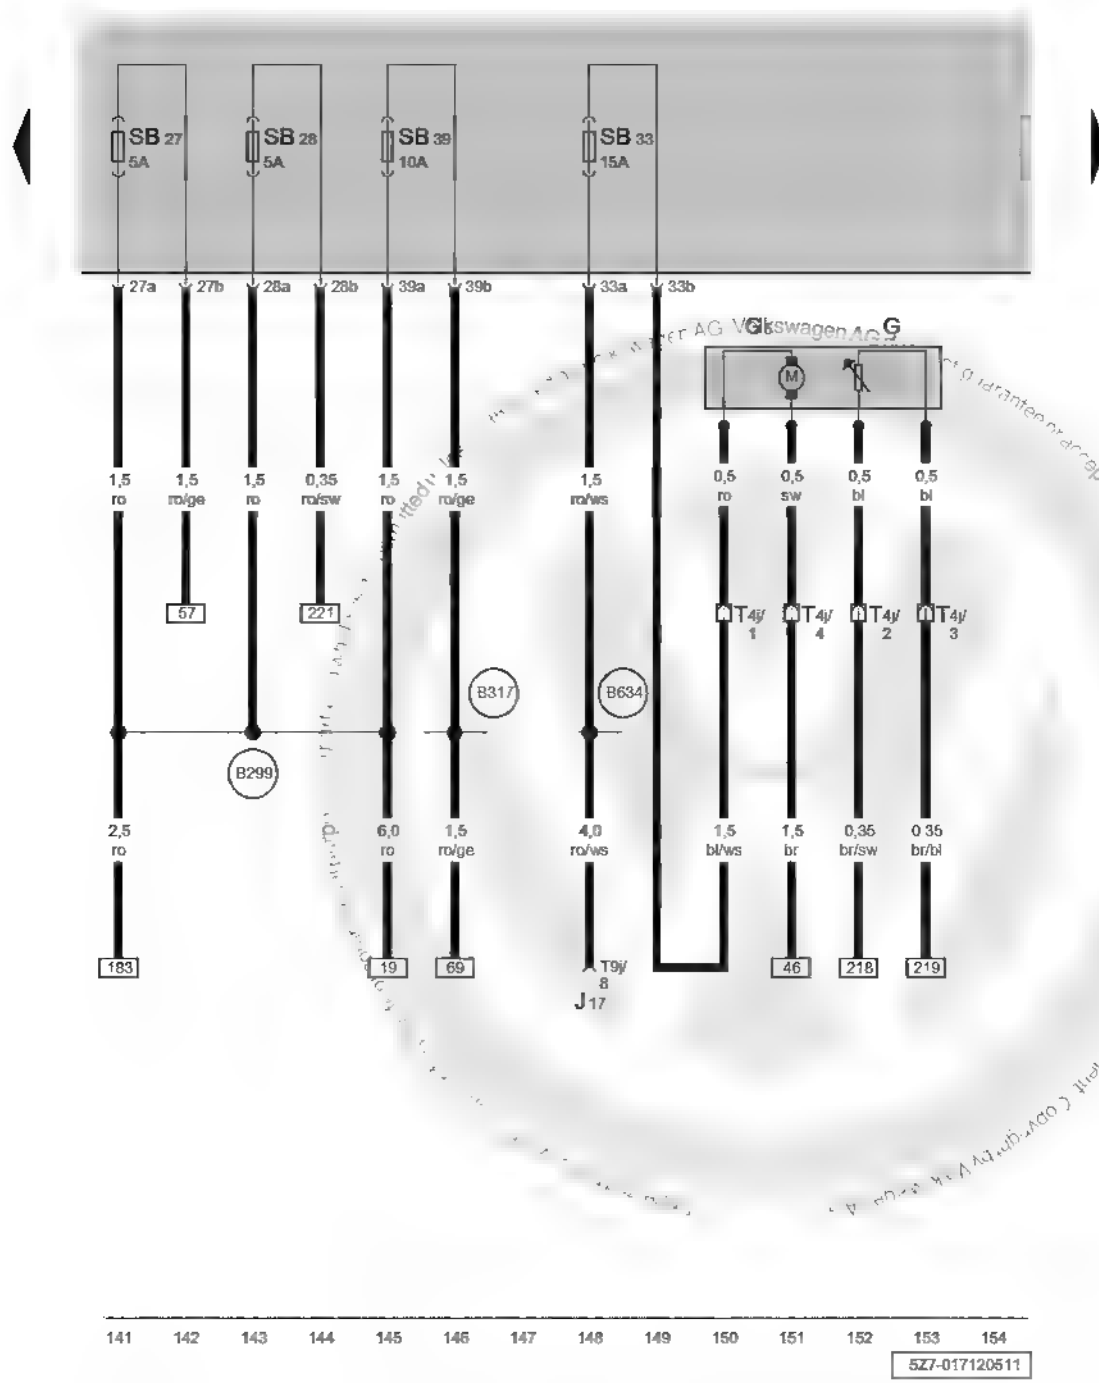 SB 27 SB 28 SB 39 SB 33
5A 5A 10A 15A
27a 27b 28a 28b 39a 39b 33a 33b
AG Volkswagen AG
G
M
1,5 1,5 1,5 0,35 1,5 1,5 1,5 0,5 0,5 0,5 0,5
ro ro/ge ro ro/sw ro ro/ge ro/ws ro sw bl bl
57 221 T4j/ T4j/ T4j/ T4j/
1 4 2 3
B317 B634
B299
2,5 6,0 1,5 4,0 1,5 1,5 0,35 0,35
ro ro ro/ge ro/ws bl/ws br br/sw br/bl
183 19 69 T9j/ 46 218 219
8
J17
141 142 143 144 145 146 147 148 149 150 151 152 153 154
5Z7-017120511